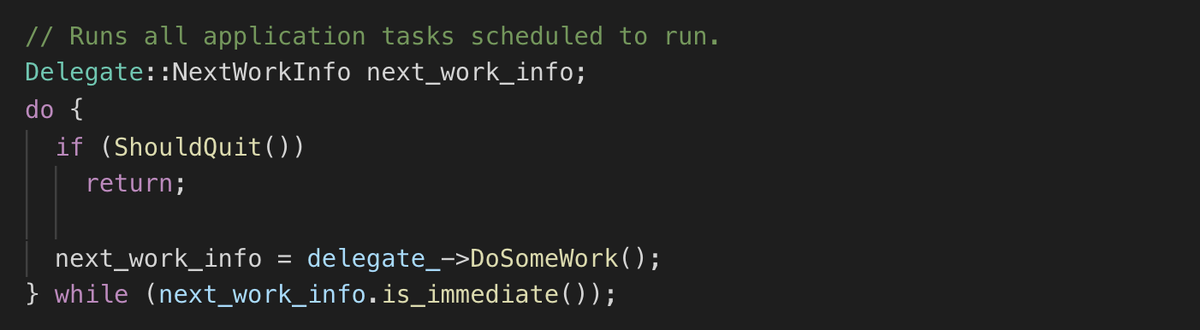 // Runs all application tasks scheduled to run.
Delegate::NextWorkInfo next_work_info;
do {
  if (ShouldQuit())
    return;

  next_work_info = delegate_->DoSomeWork();
} while (next_work_info.is_immediate());